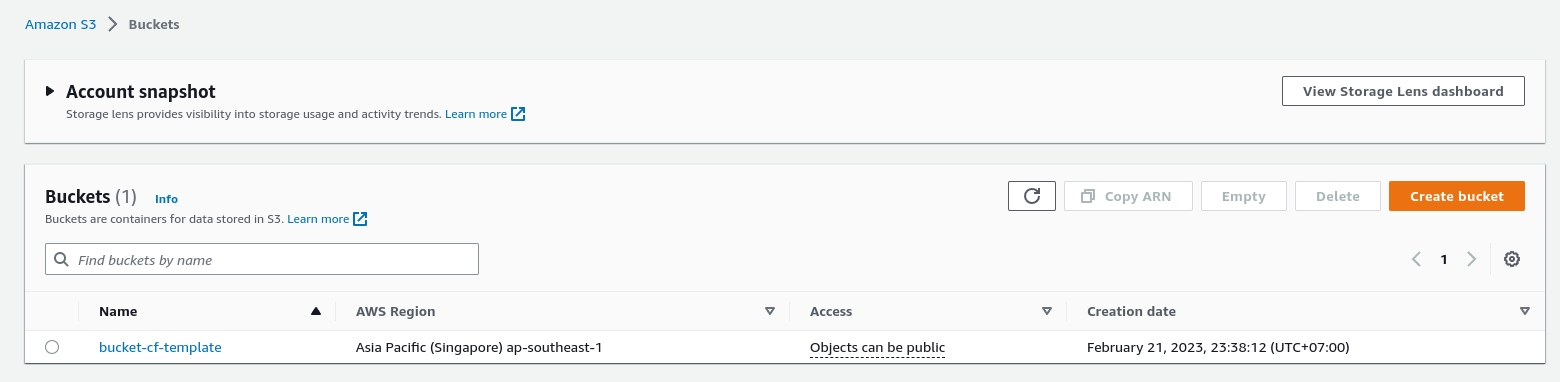 Amazon S3 Buckets
Account snapshot
View Storage Lens dashboard
Storage lens provides visibility into storage usage and activity trends. Learn more
Buckets (1) Info
Copy ARN Empty Delete Create bucket
Buckets are containers for data stored in S3. Learn more
Find buckets by name
1
Name AWS Region Access Creation date
bucket-cf-template Asia Pacific (Singapore) ap-southeast-1 Objects can be public February 21, 2023, 23:38:12 (UTC+07:00)